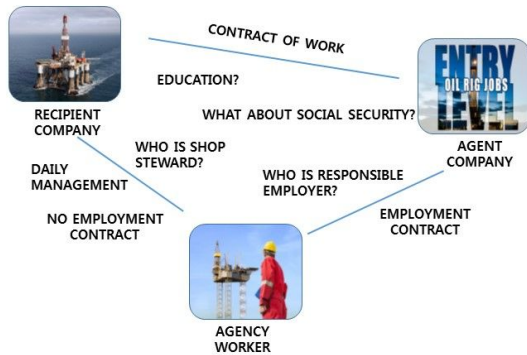 CONTRACT OF WORK
EDUCATION?
ENTRY
OIL RIG JOBS
LEVEL
WHAT ABOUT SOCIAL SECURITY?
RECIPIENT
COMPANY
AGENT
COMPANY
WHO IS SHOP
STEWARD?
DAILY
MANAGEMENT
WHO IS RESPONSIBLE
EMPLOYER?
NO EMPLOYMENT
CONTRACT
EMPLOYMENT
CONTRACT
AGENCY
WORKER